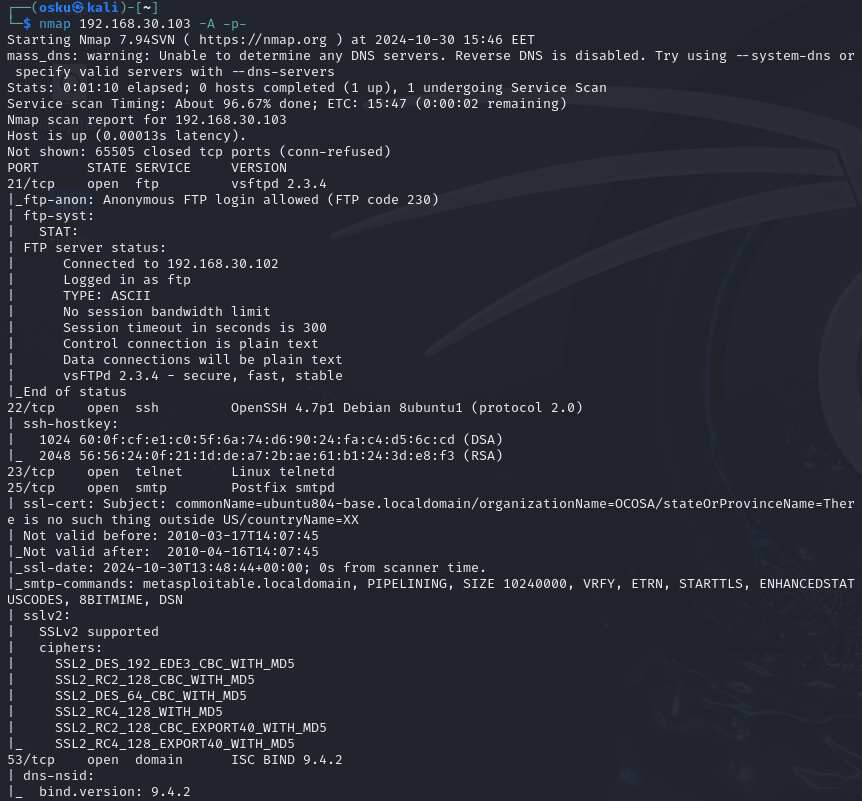 ┌──(osku㉿kali)-[~]
└─$ nmap 192.168.30.103 -A -p-
Starting Nmap 7.94SVN ( https://nmap.org ) at 2024-10-30 15:46 EET
mass_dns: warning: Unable to determine any DNS servers. Reverse DNS is disabled. Try using --system-dns or
 specify valid servers with --dns-servers
Stats: 0:01:10 elapsed; 0 hosts completed (1 up), 1 undergoing Service Scan
Service scan Timing: About 96.67% done; ETC: 15:47 (0:00:02 remaining)
Nmap scan report for 192.168.30.103
Host is up (0.00013s latency).
Not shown: 65505 closed tcp ports (conn-refused)
PORT      STATE SERVICE     VERSION
21/tcp    open  ftp         vsftpd 2.3.4
|_ftp-anon: Anonymous FTP login allowed (FTP code 230)
| ftp-syst:
|   STAT:
| FTP server status:
|      Connected to 192.168.30.102
|      Logged in as ftp
|      TYPE: ASCII
|      No session bandwidth limit
|      Session timeout in seconds is 300
|      Control connection is plain text
|      Data connections will be plain text
|      vsFTPd 2.3.4 - secure, fast, stable
|_End of status
22/tcp    open  ssh         OpenSSH 4.7p1 Debian 8ubuntu1 (protocol 2.0)
| ssh-hostkey:
|   1024 60:0f:cf:e1:c0:5f:6a:74:d6:90:24:fa:c4:d5:6c:cd (DSA)
|_  2048 56:56:24:0f:21:1d:de:a7:2b:ae:61:b1:24:3d:e8:f3 (RSA)
23/tcp    open  telnet      Linux telnetd
25/tcp    open  smtp        Postfix smtpd
| ssl-cert: Subject: commonName=ubuntu804-base.localdomain/organizationName=OCOSA/stateOrProvinceName=Ther
e is no such thing outside US/countryName=XX
| Not valid before: 2010-03-17T14:07:45
|_Not valid after:  2010-04-16T14:07:45
|_ssl-date: 2024-10-30T13:48:44+00:00; 0s from scanner time.
|_smtp-commands: metasploitable.localdomain, PIPELINING, SIZE 10240000, VRFY, ETRN, STARTTLS, ENHANCEDSTAT
USCODES, 8BITMIME, DSN
| sslv2:
|   SSLv2 supported
|   ciphers:
|     SSL2_DES_192_EDE3_CBC_WITH_MD5
|     SSL2_RC2_128_CBC_WITH_MD5
|     SSL2_DES_64_CBC_WITH_MD5
|     SSL2_RC4_128_WITH_MD5
|     SSL2_RC2_128_CBC_EXPORT40_WITH_MD5
|_    SSL2_RC4_128_EXPORT40_WITH_MD5
53/tcp    open  domain      ISC BIND 9.4.2
| dns-nsid:
|_  bind.version: 9.4.2